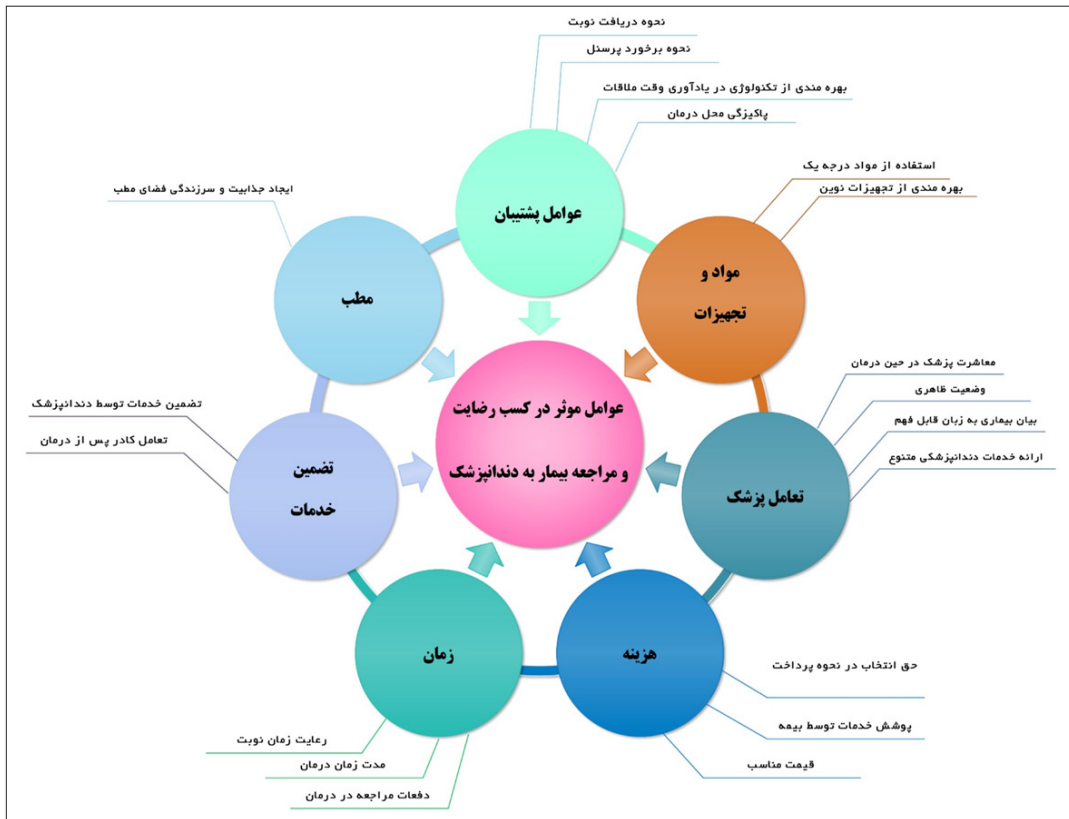 نحوه دریافت نوبت
نحوه برخورد پرسنل
بهره مندی از تکنولوژی در یادآوری وقت ملاقات
پاکیزگی محل درمان
عوامل پشتیبان
استفاده از مواد درجه یک
بهره مندی از تجهیزات نوین
مواد و
تجهیزات
ایجاد جذابیت و سرزندگی فضای مطب
مطب
عوامل موثر در کسب رضایت
و مراجعه بیمار به دندانپزشک
معاشرت پزشک در حین درمان
وضعیت ظاهری
بیان بیماری به زبان قابل فهم
ارائه خدمات دندانپزشکی متنوع
تعامل پزشک
تضمین خدمات توسط دندانپزشک
تعامل کادر پس از درمان
تضمین
خدمات
هزینه
حق انتخاب در نحوه پرداخت
پوشش خدمات توسط بیمه
قیمت مناسب
زمان
رعایت زمان نوبت
مدت زمان درمان
دفعات مراجعه در درمان